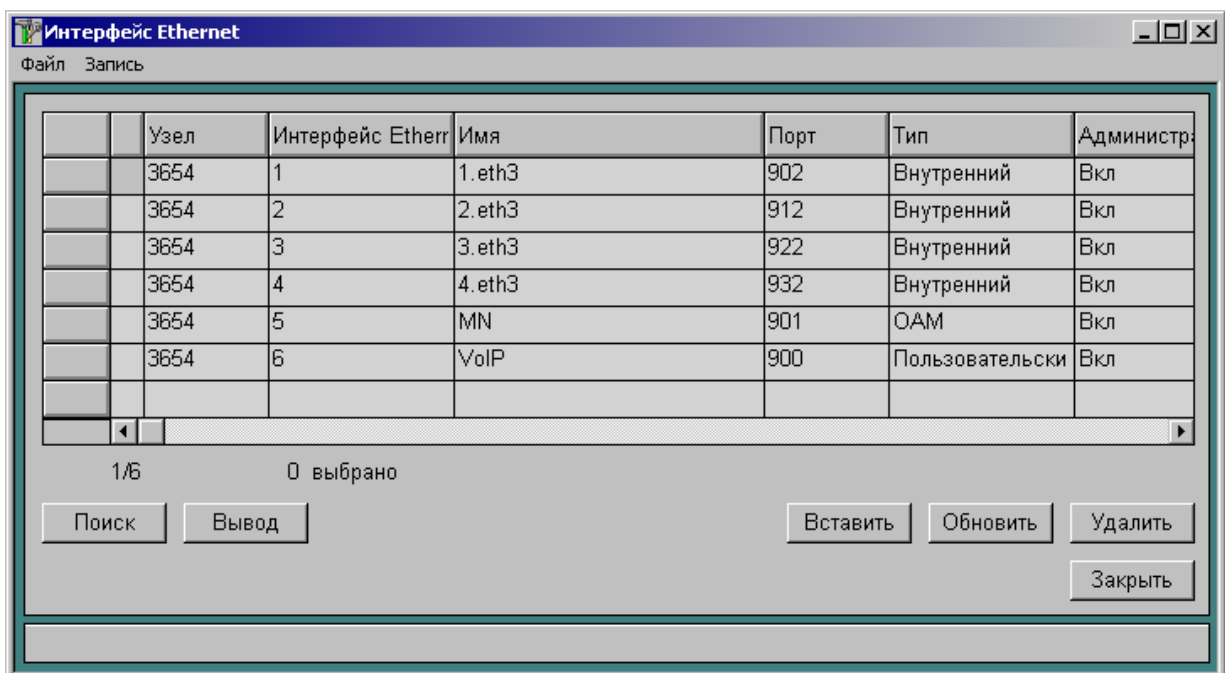 Интерфейс Ethernet
Файл Запись
Узел Интерфейс Etherr Имя Порт Тип Администра
3654 1 1.eth3 902 Внутренний Вкл
3654 2 2.eth3 912 Внутренний Вкл
3654 3 3.eth3 922 Внутренний Вкл
3654 4 4.eth3 932 Внутренний Вкл
3654 5 MN 901 OAM Вкл
3654 6 VoIP 900 Пользовательски Вкл
1/6 0 выбрано
Поиск Вывод Вставить Обновить Удалить
Закрыть